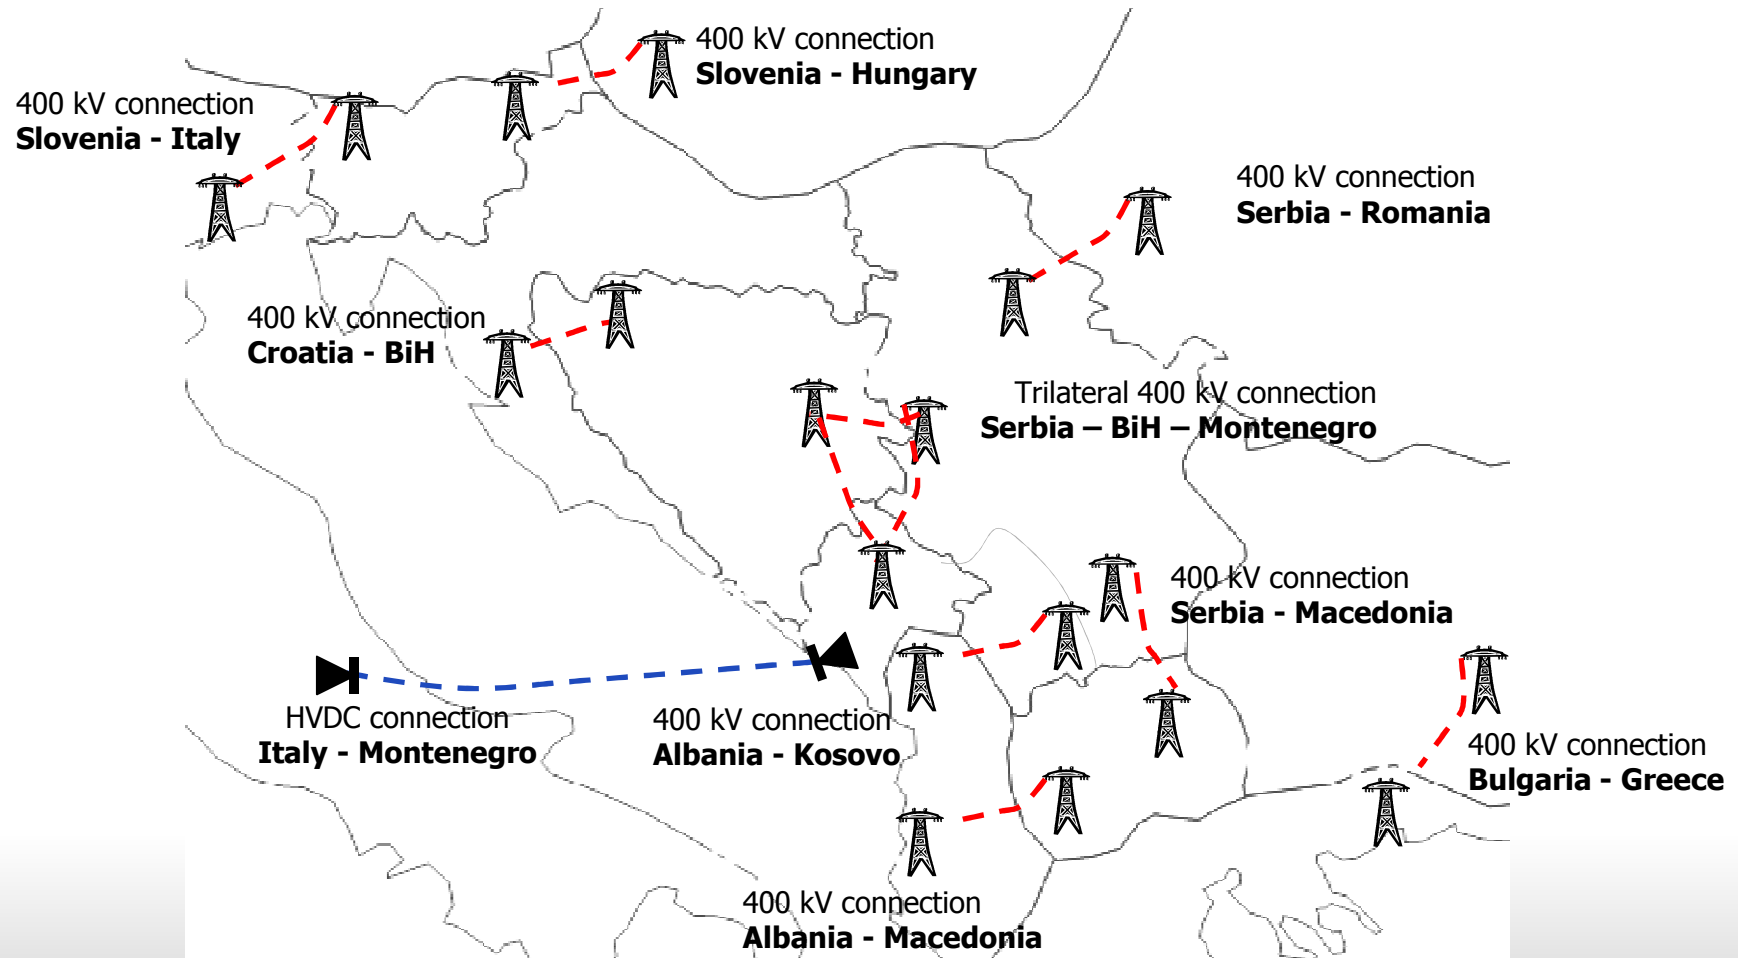 400 kV connection
Slovenia - Hungary
400 kV connection
Slovenia - Italy
400 kV connection
Serbia - Romania
400 kV connection
Croatia - BiH
Trilateral 400 kV connection
Serbia – BiH – Montenegro
400 kV connection
Serbia - Macedonia
HVDC connection
Italy - Montenegro
400 kV connection
Albania - Kosovo
400 kV connection
Bulgaria - Greece
400 kV connection
Albania - Macedonia